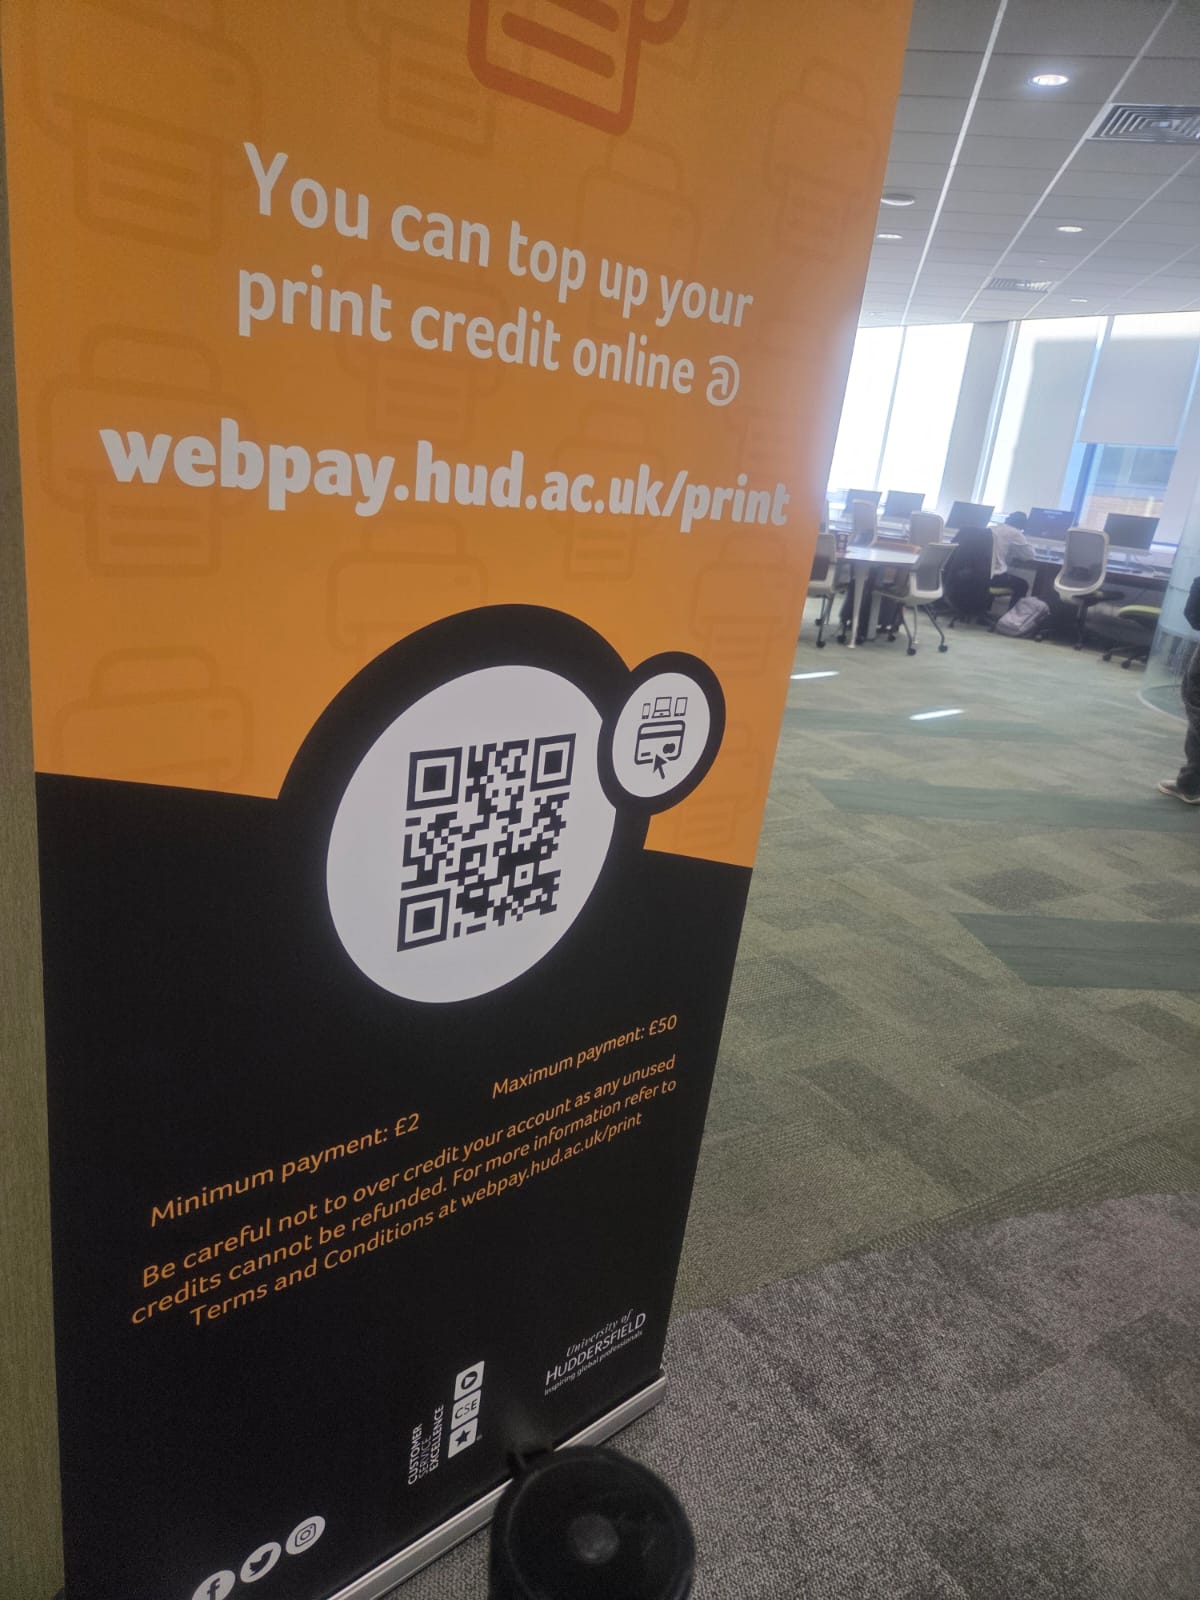 You can top up your
print credit online @
webpay.hud.ac.uk/print
Minimum payment: £2
Maximum payment: £50
Be careful not to over credit your account as any unused
credits cannot be refunded. For more information refer to
Terms and Conditions at webpay.hud.ac.uk/print
University of
HUDDERSFIELD
Inspiring global professionals
CUSTOMER
SERVICE
EXCELLENCE
CSE